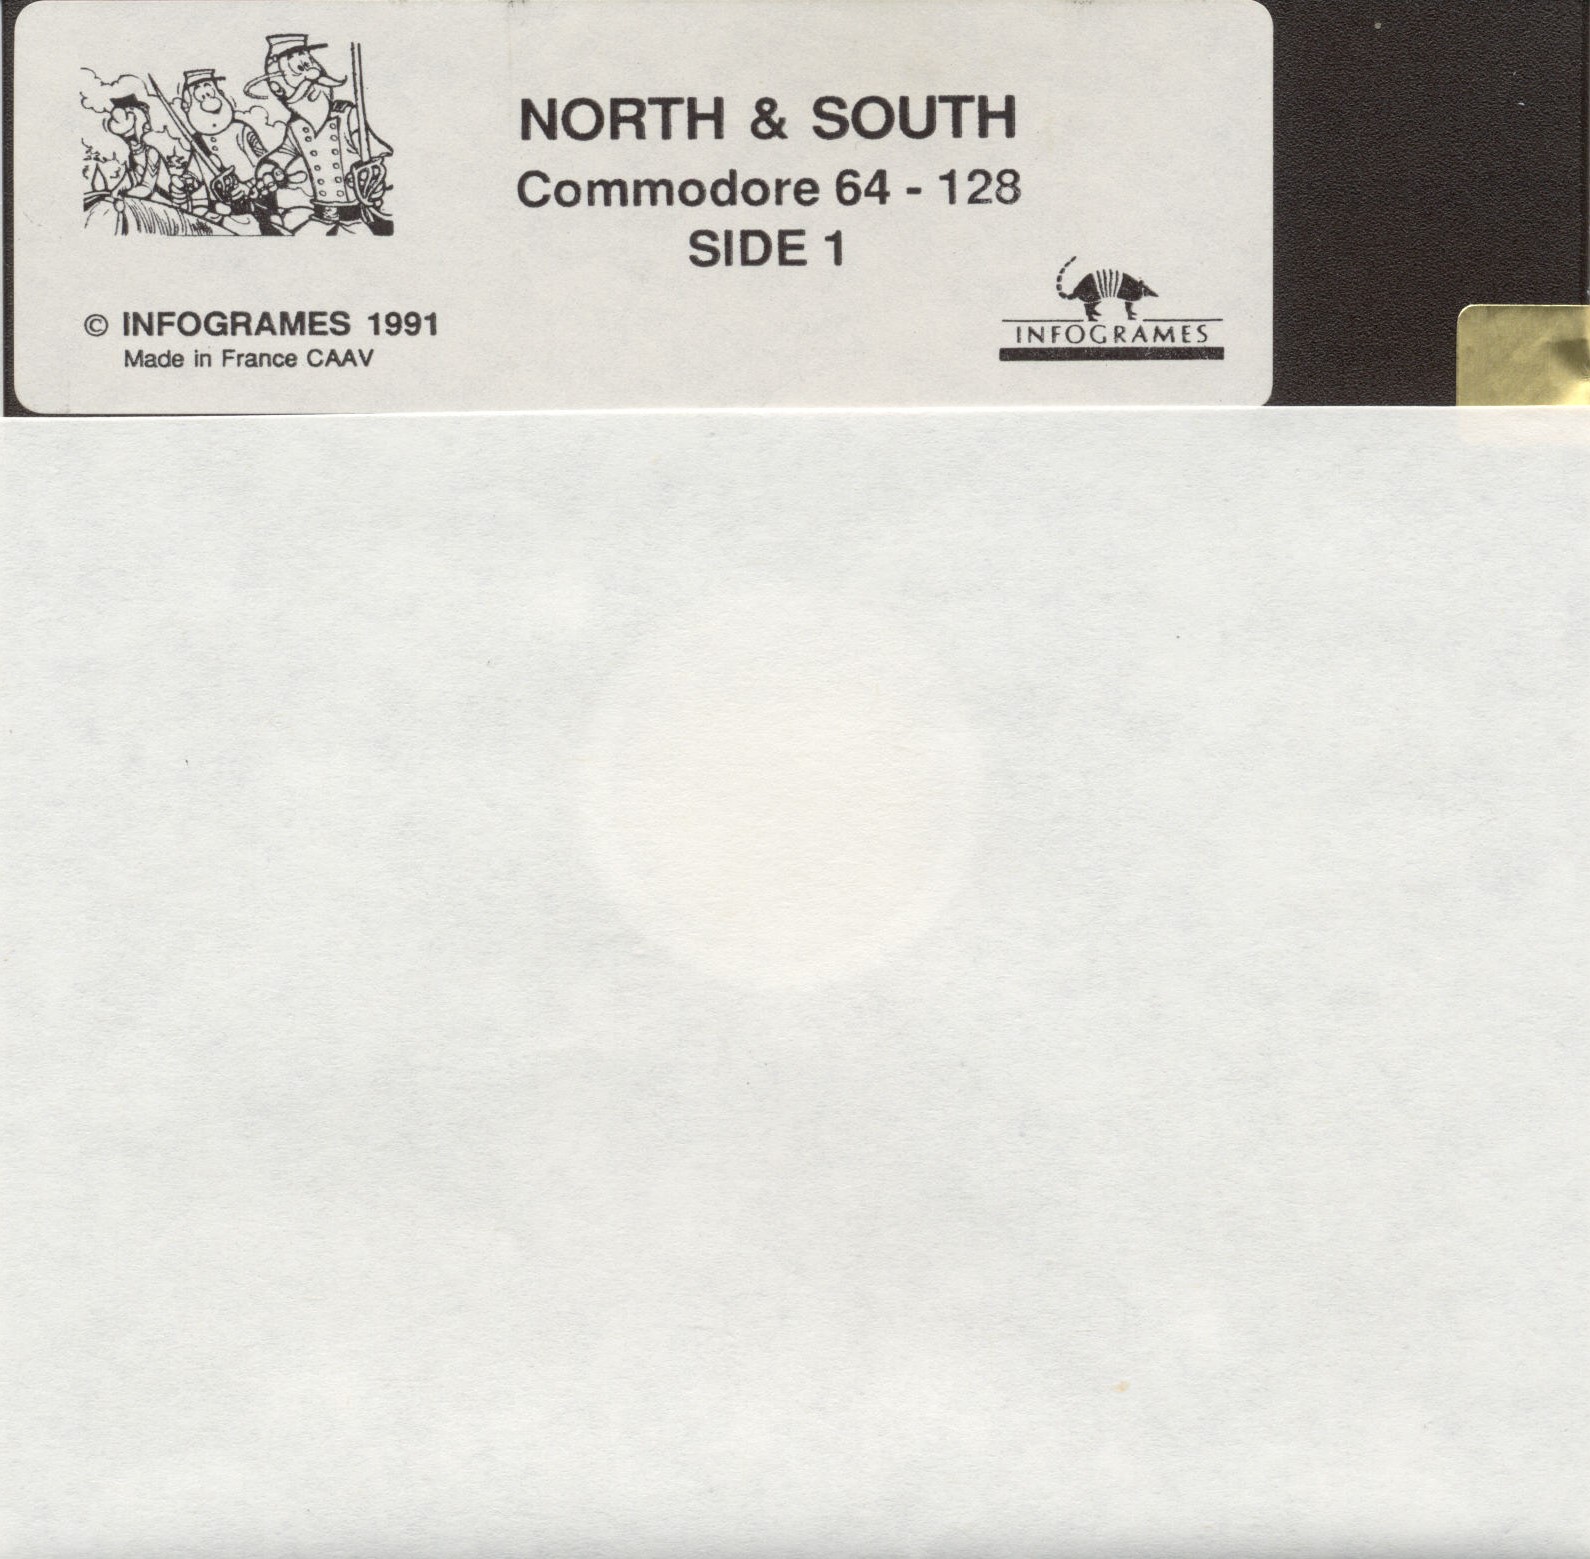 NORTH & SOUTH
Commodore 64 - 128
SIDE 1
© INFOGRAMES 1991
Made in France CAAV
INFOGRAMES